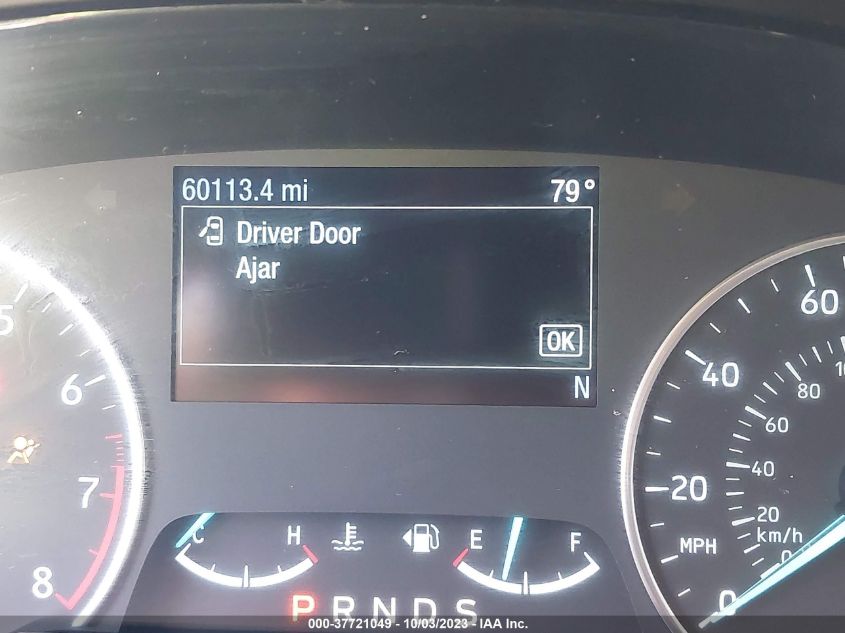 60113.4 mi 79°
Driver Door
Ajar
OK
N
5
6
7
8
60
40
20
0
MPH
80
60
40
20
0
km/h
C H E F
P R N D S
000-37721049 - 10/03/2023 - IAA Inc.